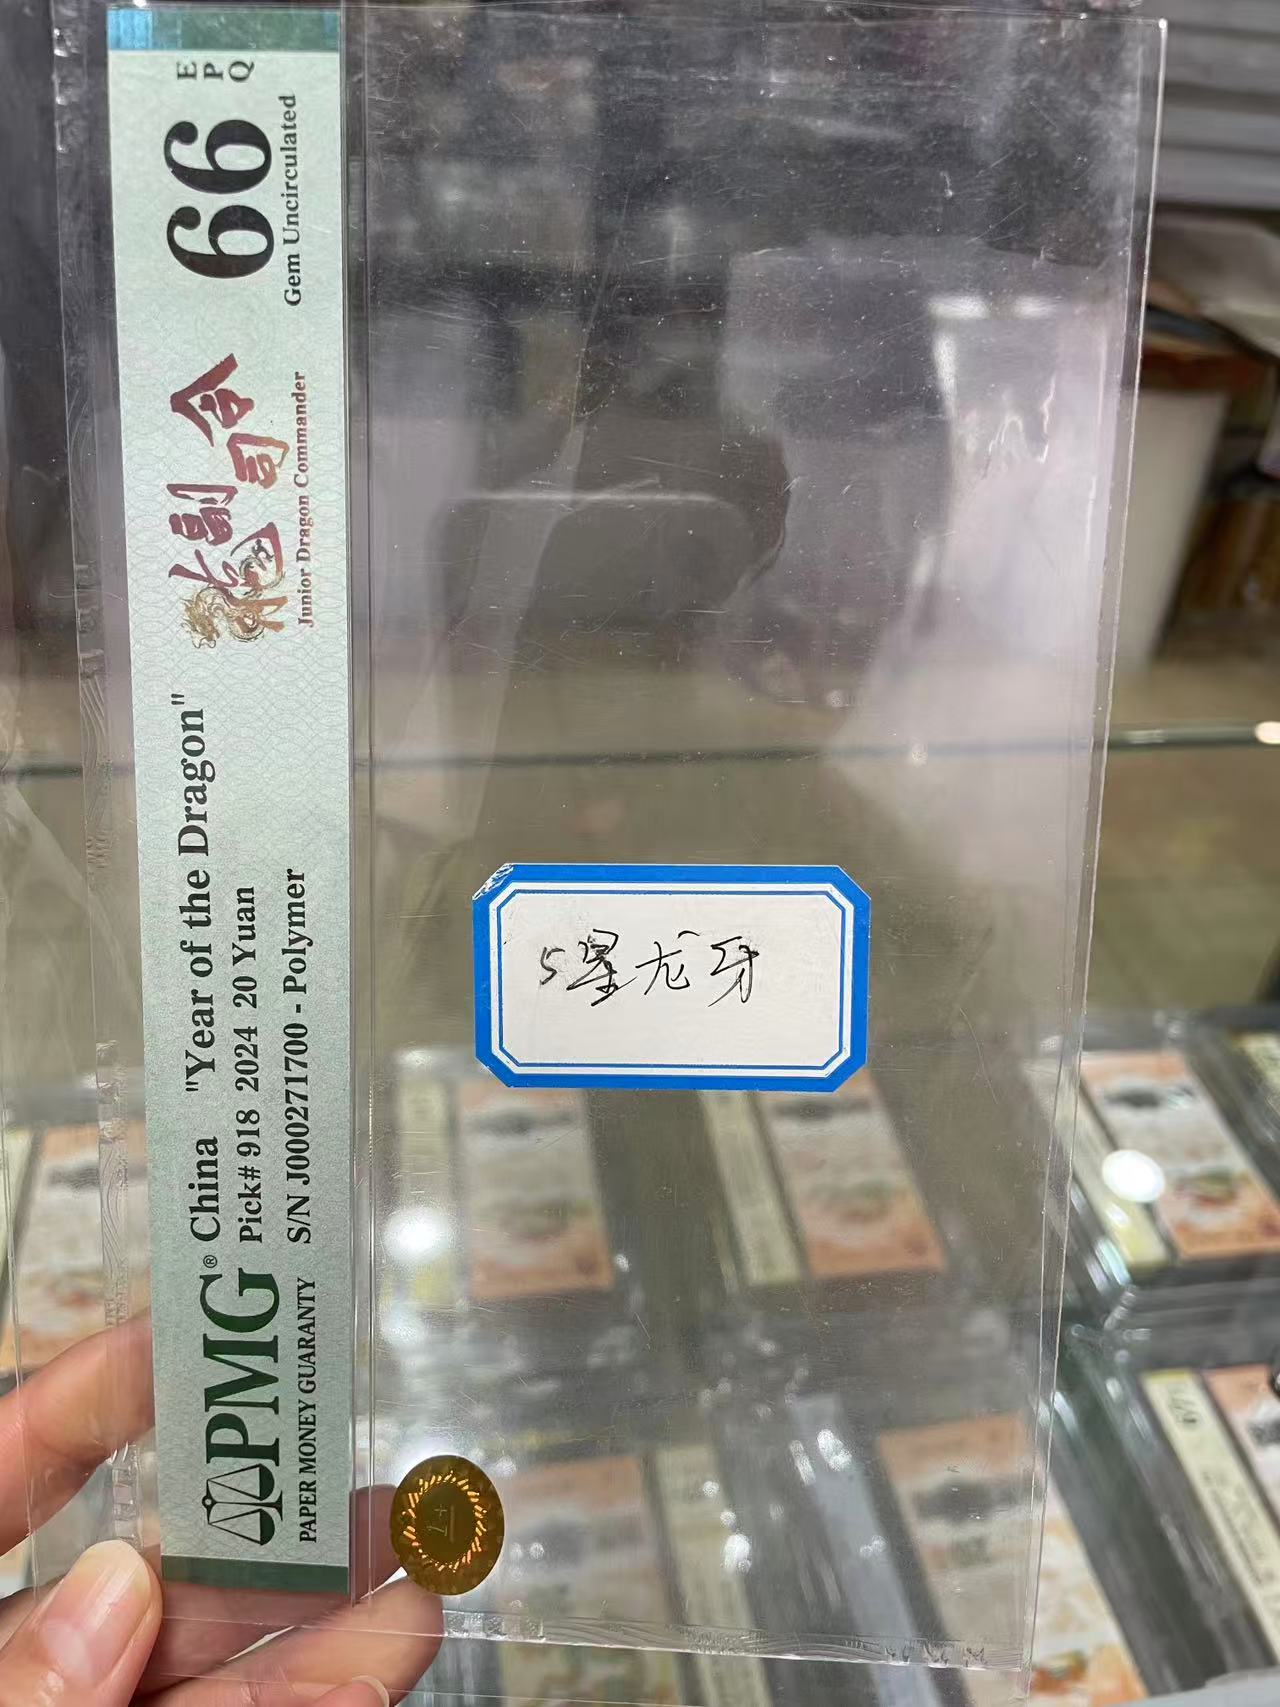 PMG®
PAPER MONEY GUARANTY
China "Year of the Dragon"
Pick# 918 2024 20 Yuan
S/N J000271700 - Polymer
龙副司令
Junior Dragon Commander
66
EPQ
Gem Uncirculated
5星龙牙